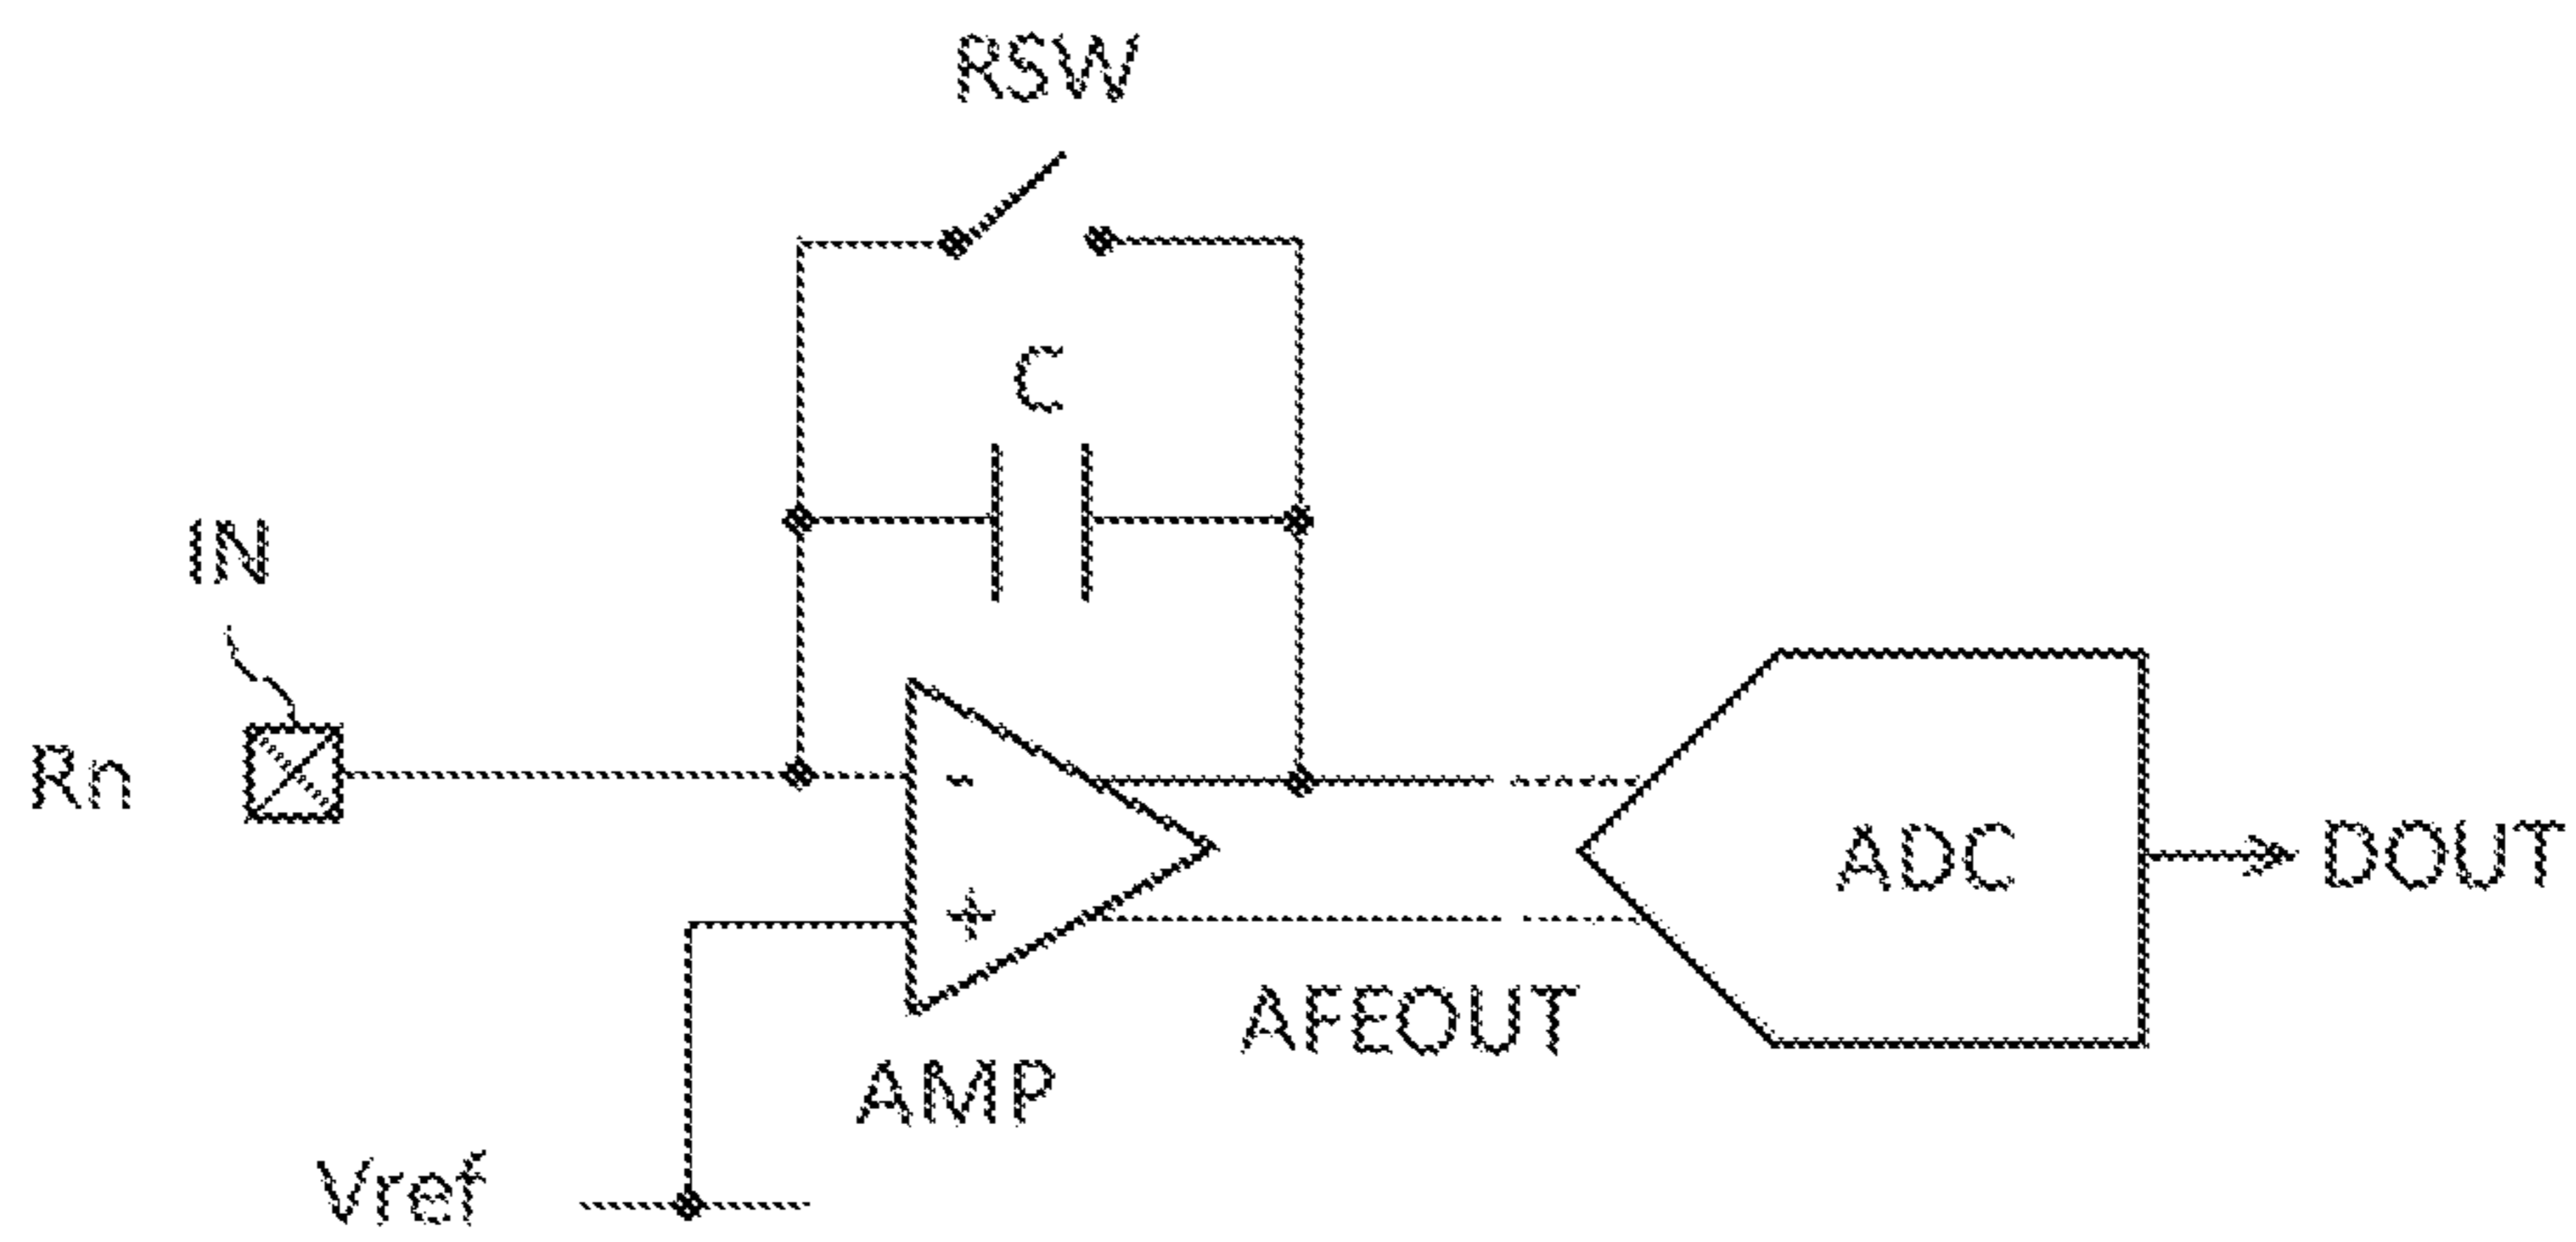 RSW
C
IN
Rn
-
+
ADC
DOUT
AFEOUT
AMP
Vref